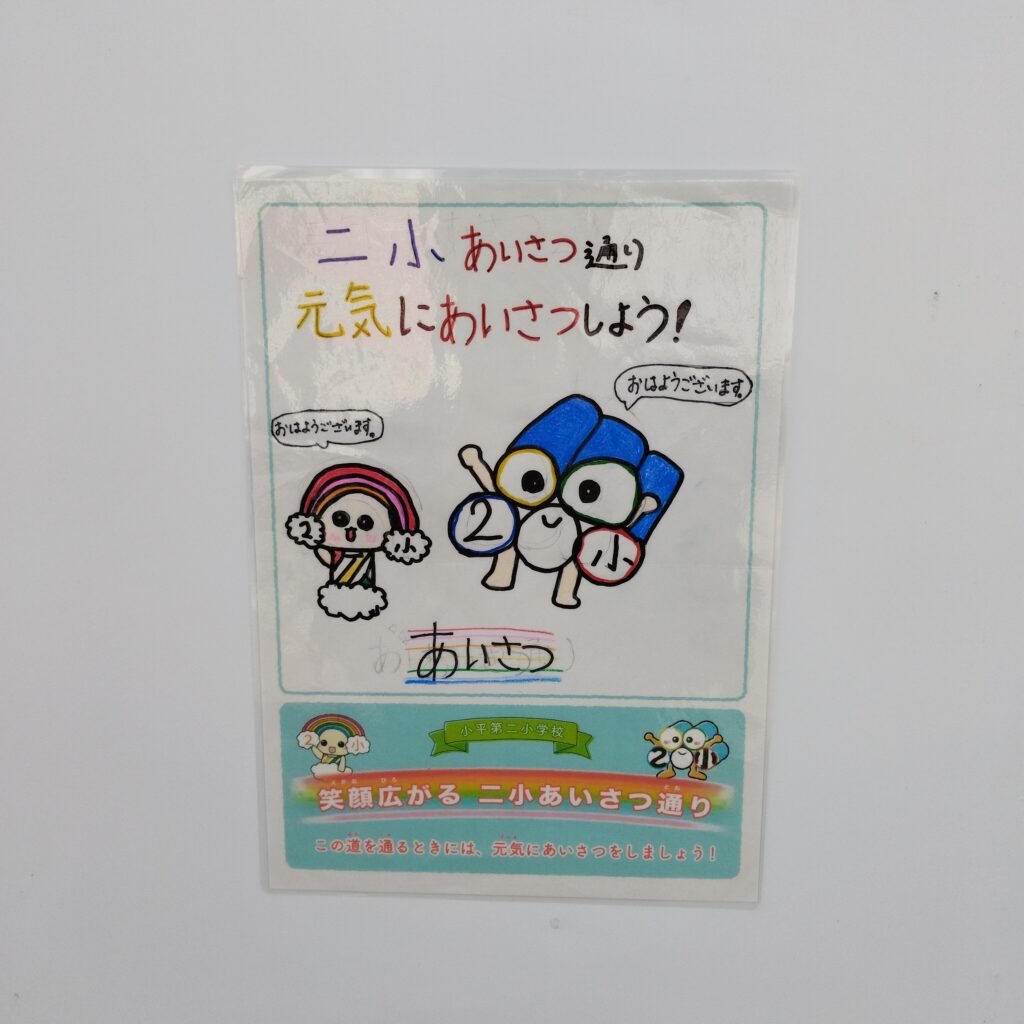 二小あいさつ通り
元気にあいさつしよう!
おはようございます。
おはようございます。
2
小
2
小
あいさつ
小平第二小学校
2
小
2
小
笑顔広がる 二小あいさつ通り
この道を通るときには、元気にあいさつをしましょう!